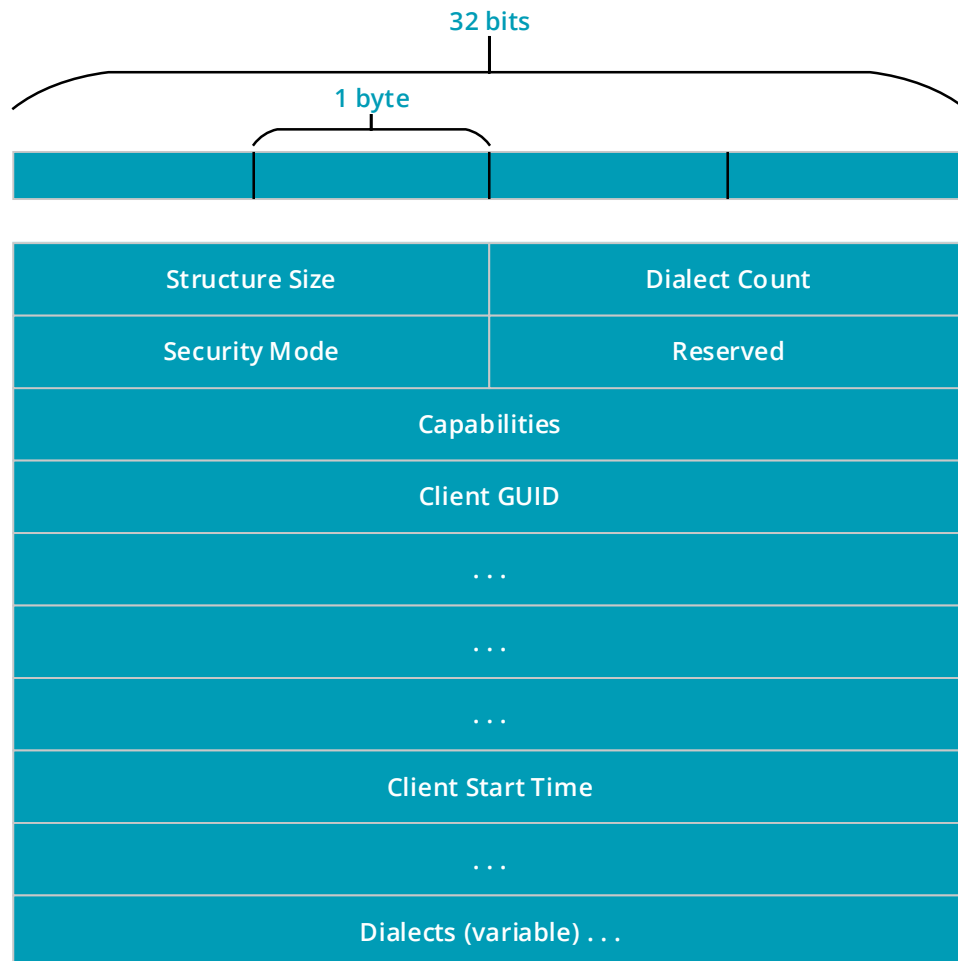 32 bits
1 byte
Structure Size
Dialect Count
Security Mode
Reserved
Capabilities
Client GUID
. . .
. . .
. . .
Client Start Time
. . .
Dialects (variable) . . .